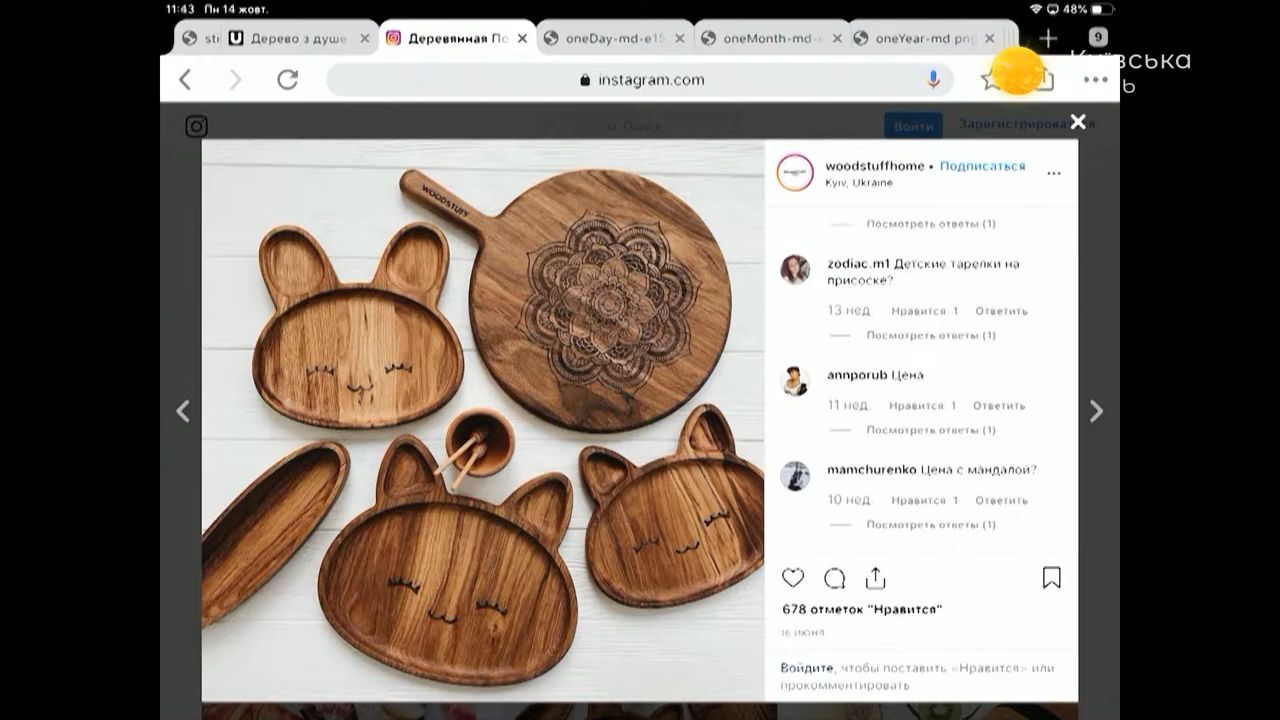 11:43 Пн 14 жовт.
48%
Дерево з душе
Деревянная По
oneDay-md-e15
oneMonth-md-
oneYear-md.png
9
instagram.com
Київська
Войти
Зарегистрироваться
WOODSTUFF
woodstuffhome • Подписаться
Kyiv, Ukraine
Посмотреть ответы (1)
zodiac.m1 Детские тарелки на
присоске?
13 нед. Нравится: 1 Ответить
Посмотреть ответы (1)
annporub Цена
11 нед. Нравится: 1 Ответить
Посмотреть ответы (1)
mamchurenko Цена с мандалой?
10 нед. Нравится: 1 Ответить
Посмотреть ответы (1)
678 отметок "Нравится"
16 ИЮНЯ
Войдите, чтобы поставить «Нравится» или
прокомментировать